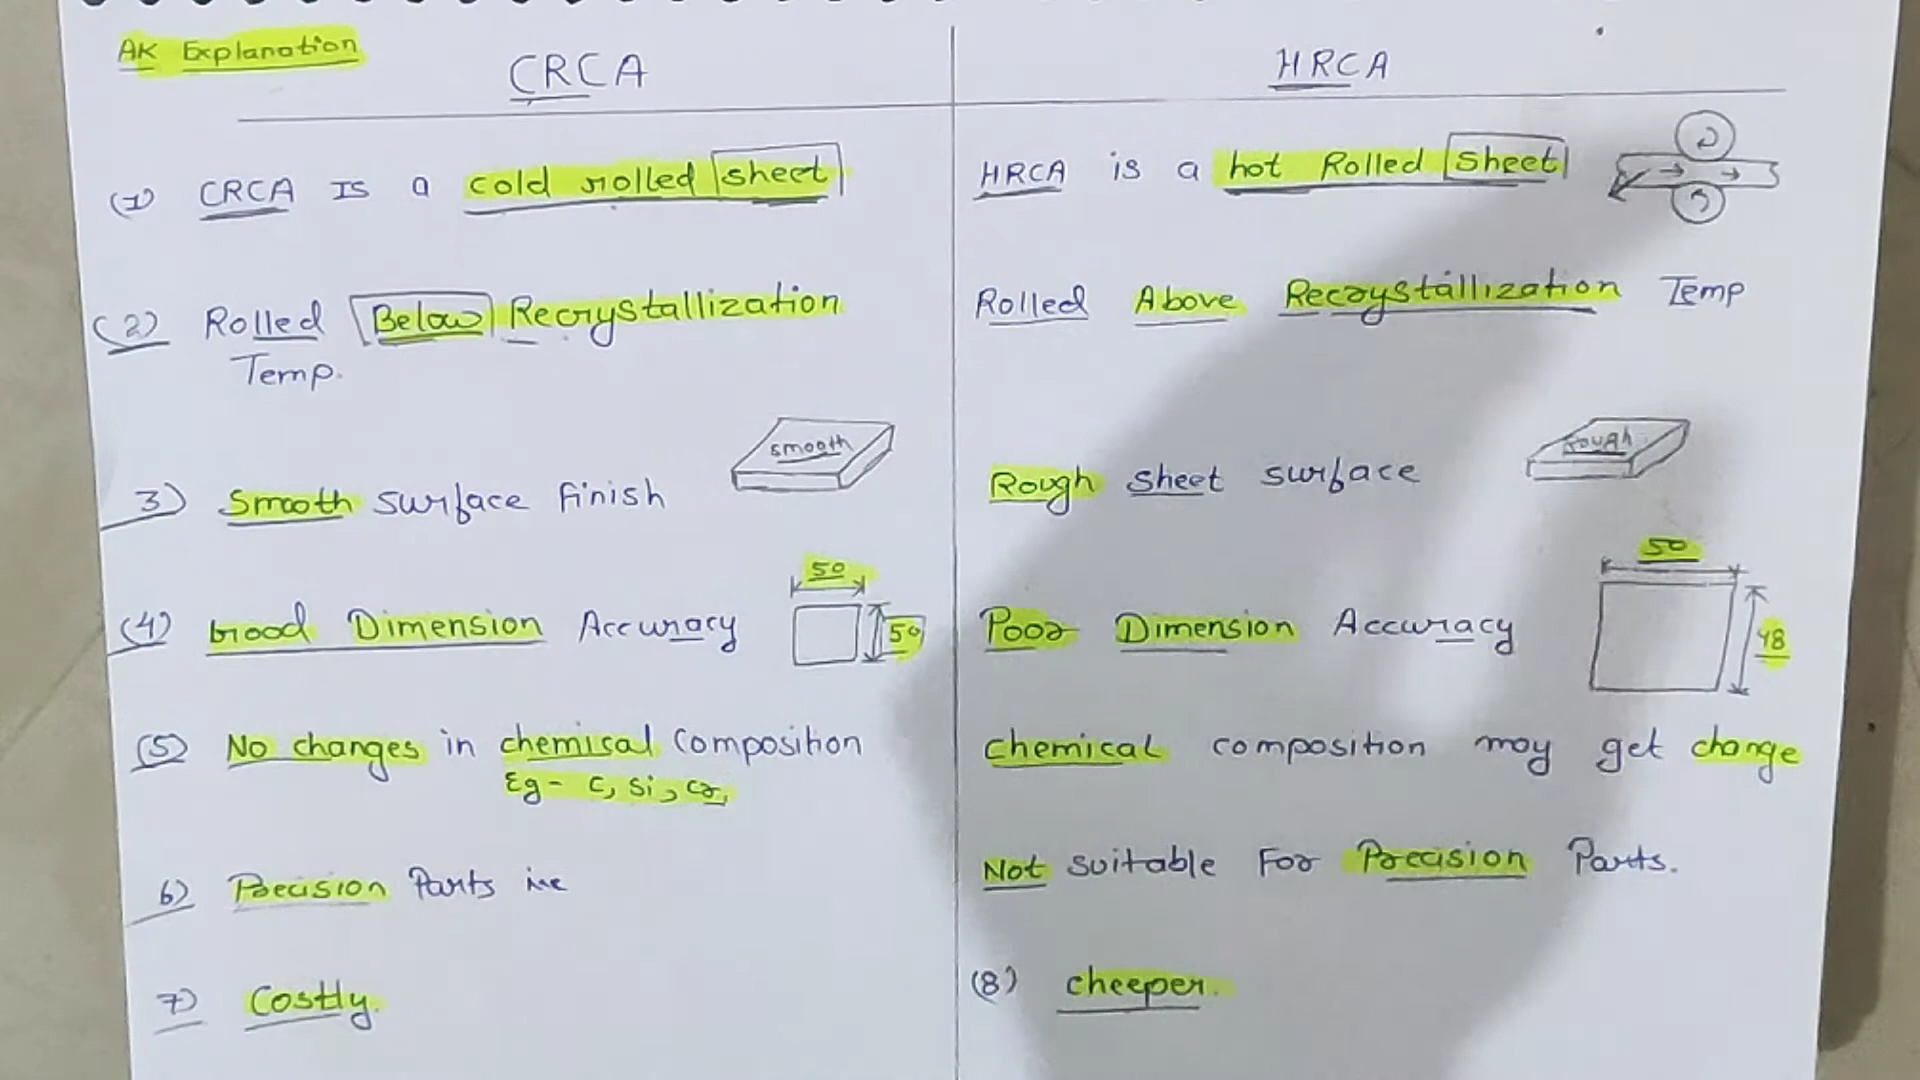 AK Explanation
CRCA
HRCA
(1) CRCA IS a cold rolled sheet
HRCA is a hot Rolled Sheet
(2) Rolled Below Recrystallization
Temp.
Rolled Above Recrystallization Temp
smooth
3) Smooth Surface Finish
Rough
Rough sheet surface
50
(4) Good Dimension Accuracy
50
50
Poor Dimension Accuracy
48
(5) No changes in chemical composition
Eg - C, Si, Cr,
chemical composition may get change
6) Precision Parts
Not suitable For Precision Parts.
7) Costly.
(8) cheeper.